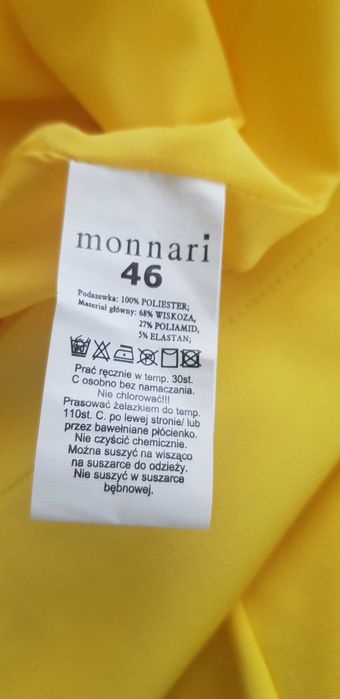 monnari
46
Podszewka: 100% POLIESTER;
Materiał główny: 68% WISKOZA,
27% POLIAMID,
5% ELASTAN;
Prać ręcznie w temp. 30st.
C osobno bez namaczania.
Nie chlorować!!!
Prasować żelazkiem do temp.
110st. C. po lewej stronie/ lub
przez bawełniane płócienko.
Nie czyścić chemicznie.
Można suszyć na wisząco
na suszarce do odzieży.
Nie suszyć w suszarce
bębnowej.